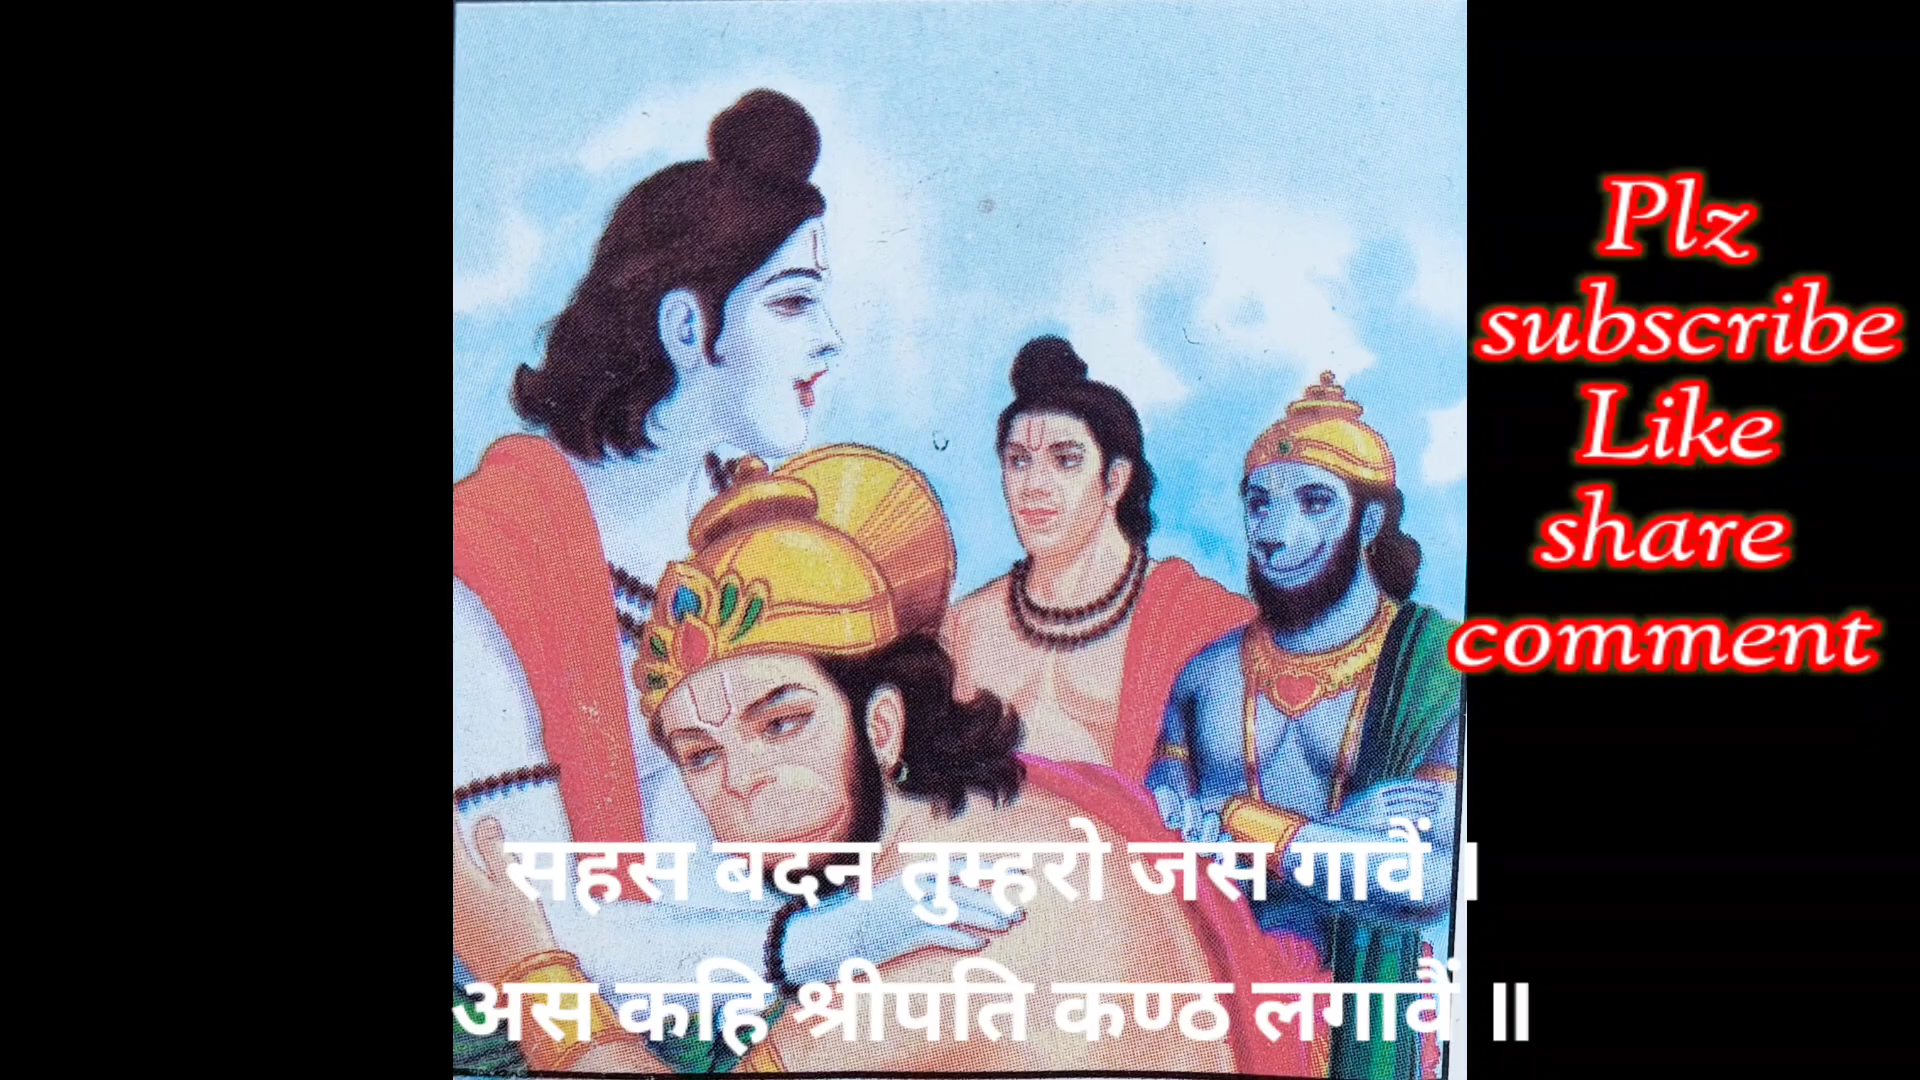 Plz
subscribe
Like
share
comment
सहस बदन तुम्हरो जस गावैं ।
अस कहि श्रीपति कण्ठ लगावैं ॥